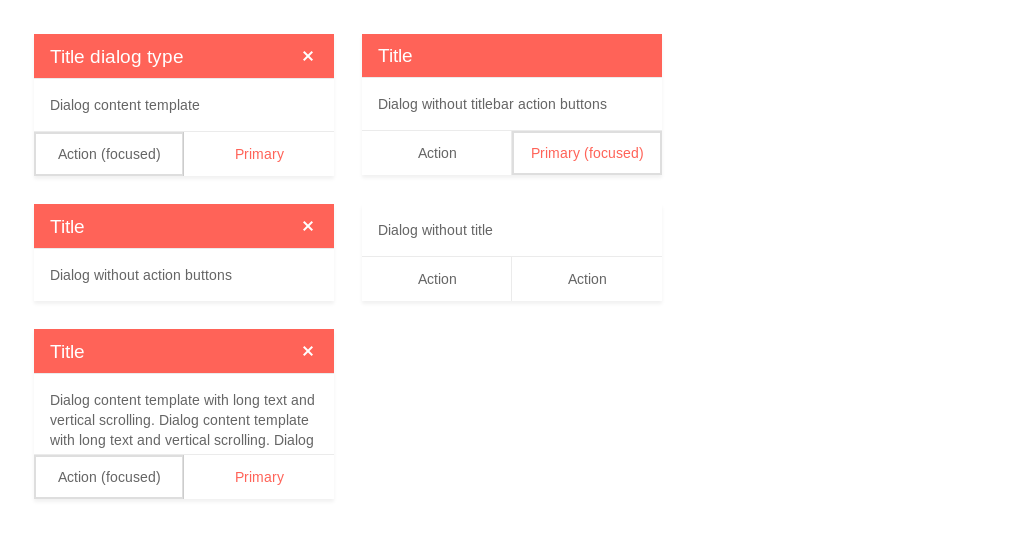 Title dialog type
Dialog content template
Action (focused)
Primary
Title
Dialog without titlebar action buttons
Action
Primary (focused)
Title
Dialog without action buttons
Dialog without title
Action
Action
Title
Dialog content template with long text and
vertical scrolling. Dialog content template
with long text and vertical scrolling. Dialog
Action (focused)
Primary